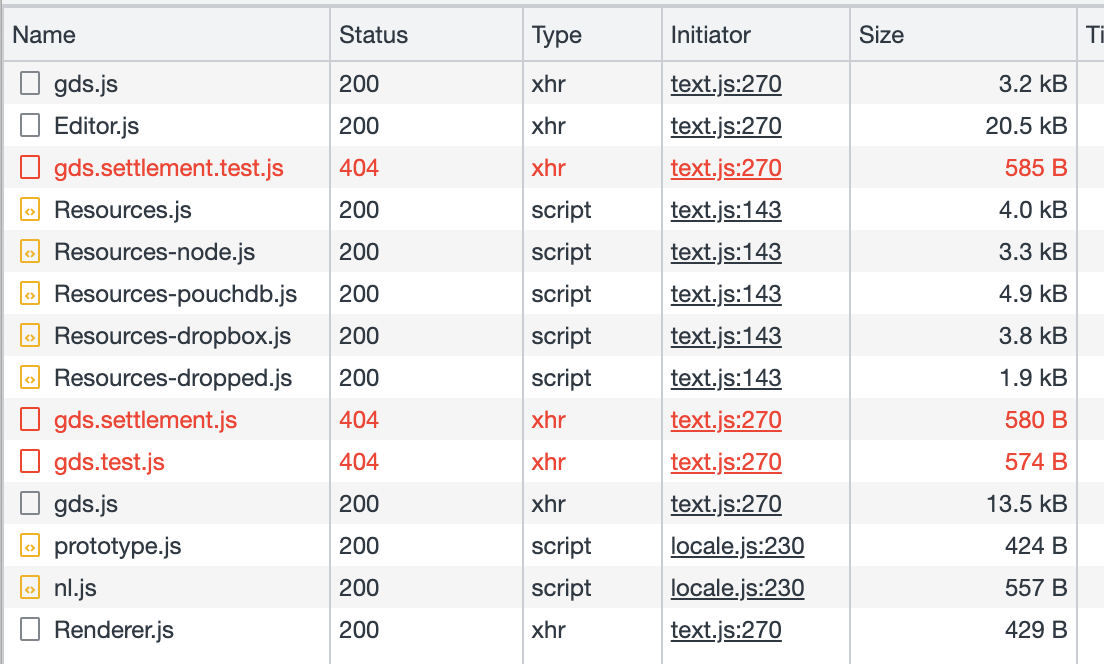 Name Status Type Initiator Size Ti
gds.js 200 xhr text.js:270 3.2 kB
Editor.js 200 xhr text.js:270 20.5 kB
gds.settlement.test.js 404 xhr text.js:270 585 B
Resources.js 200 script text.js:143 4.0 kB
Resources-node.js 200 script text.js:143 3.3 kB
Resources-pouchdb.js 200 script text.js:143 4.9 kB
Resources-dropbox.js 200 script text.js:143 3.8 kB
Resources-dropped.js 200 script text.js:143 1.9 kB
gds.settlement.js 404 xhr text.js:270 580 B
gds.test.js 404 xhr text.js:270 574 B
gds.js 200 xhr text.js:270 13.5 kB
prototype.js 200 script locale.js:230 424 B
nl.js 200 script locale.js:230 557 B
Renderer.js 200 xhr text.js:270 429 B